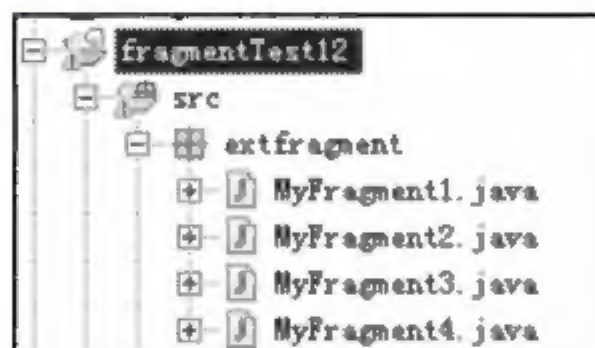 fragmentTest12
src
extfragment
MyFragment1.java
MyFragment2.java
MyFragment3.java
MyFragment4.java